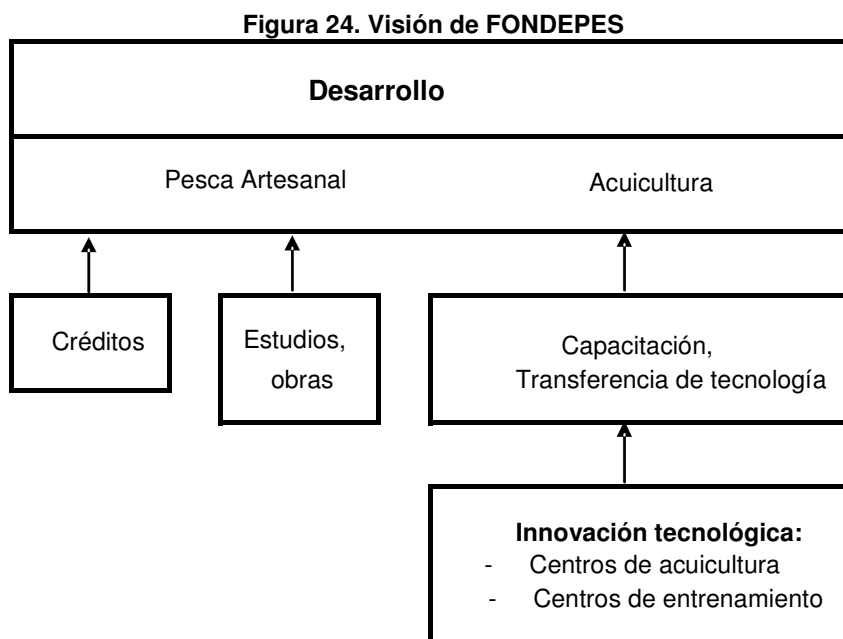 Figura 24. Visión de FONDEPES
Desarrollo
Pesca Artesanal
Acuicultura
Créditos
Estudios,
obras
Capacitación,
Transferencia de tecnología
Innovación tecnológica:
- Centros de acuicultura
- Centros de entrenamiento